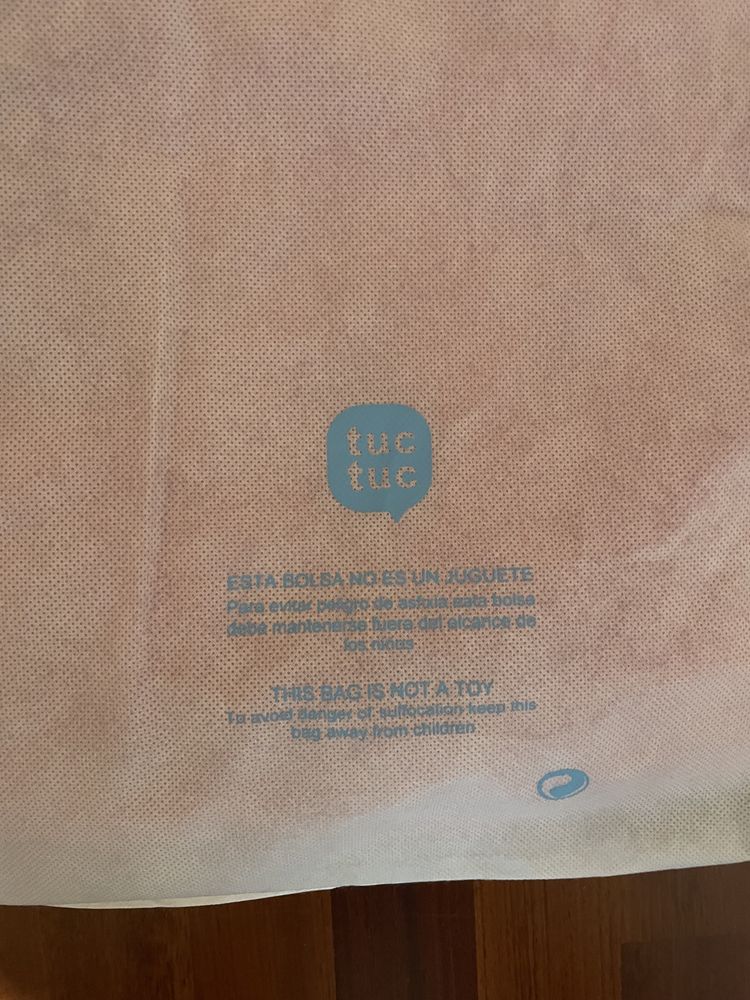 tuc
tuc
ESTA BOLSA NO ES UN JUGUETE
Para evitar peligro de asfixia esta bolsa
debe mantenerse fuera del alcance de
los niños
THIS BAG IS NOT A TOY
To avoid danger of suffocation keep this
bag away from children